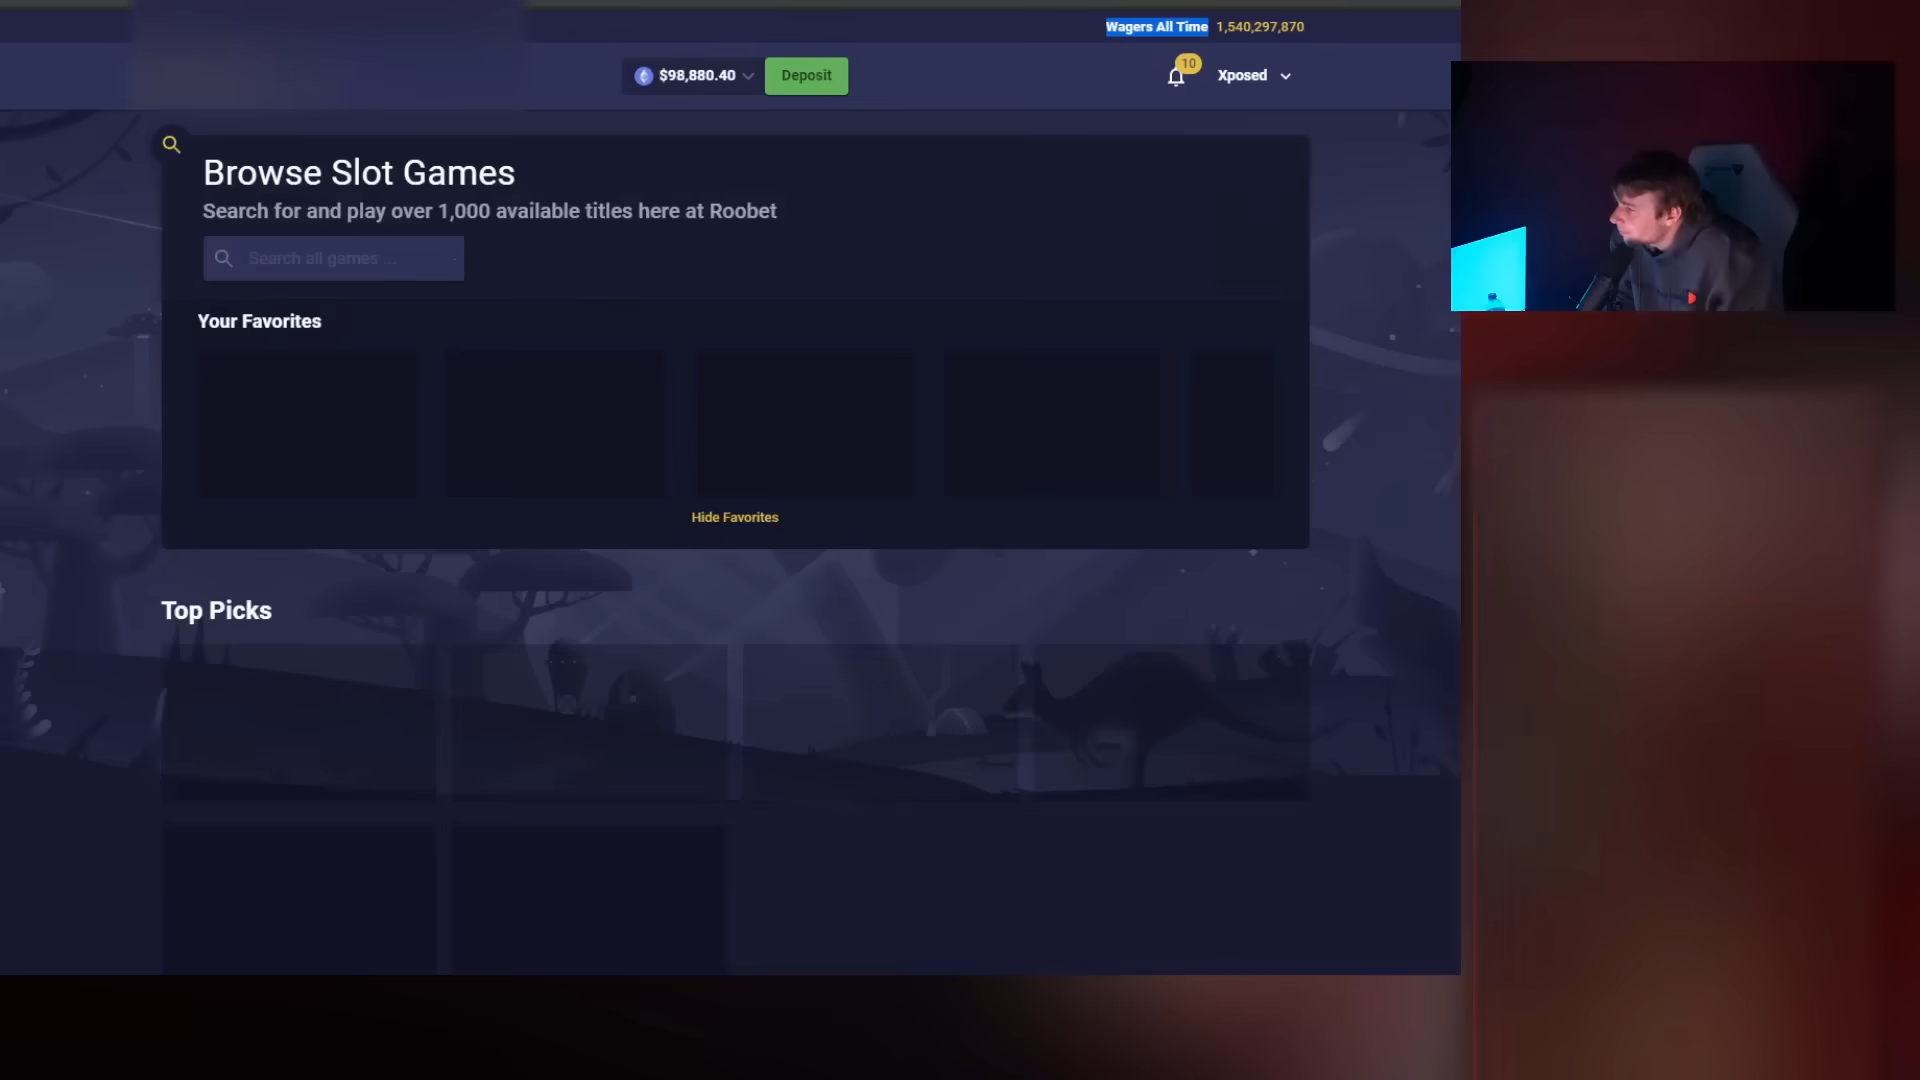 Wagers All Time 1,540,297,870
$98,880.40 Deposit 10 Xposed
Browse Slot Games
Search for and play over 1,000 available titles here at Roobet
Search all games ...
Your Favorites
Hide Favorites
Top Picks